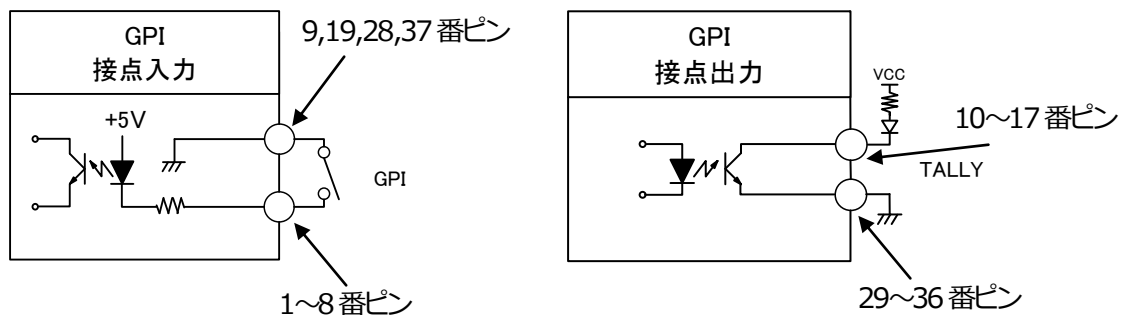 GPI
接点入力
9,19,28,37 番ピン
+5V
GPI
1～8 番ピン
GPI
接点出力
VCC
10～17 番ピン
TALLY
29～36 番ピン